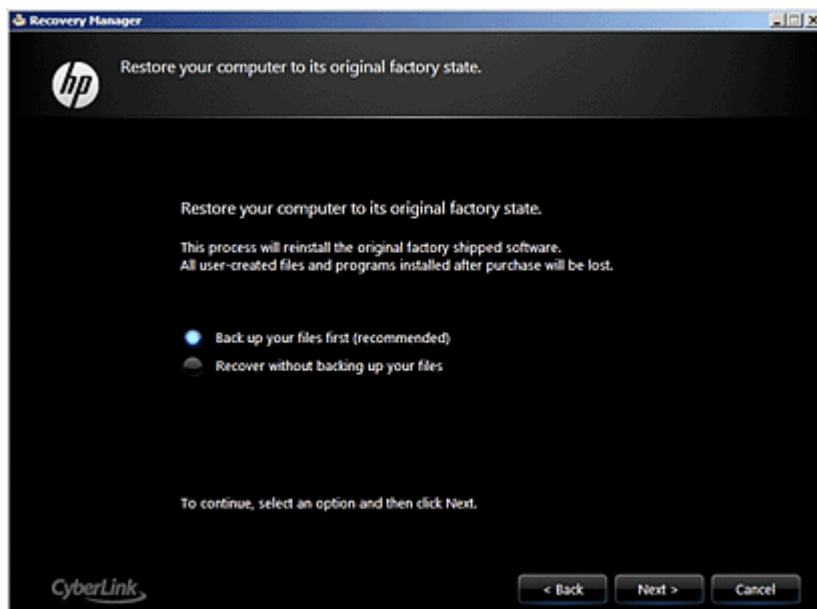 Recovery Manager
hp
Restore your computer to its original factory state.
Restore your computer to its original factory state.
This process will reinstall the original factory shipped software.
All user-created files and programs installed after purchase will be lost.
Back up your files first (recommended)
Recover without backing up your files
To continue, select an option and then click Next.
CyberLink
< Back
Next >
Cancel